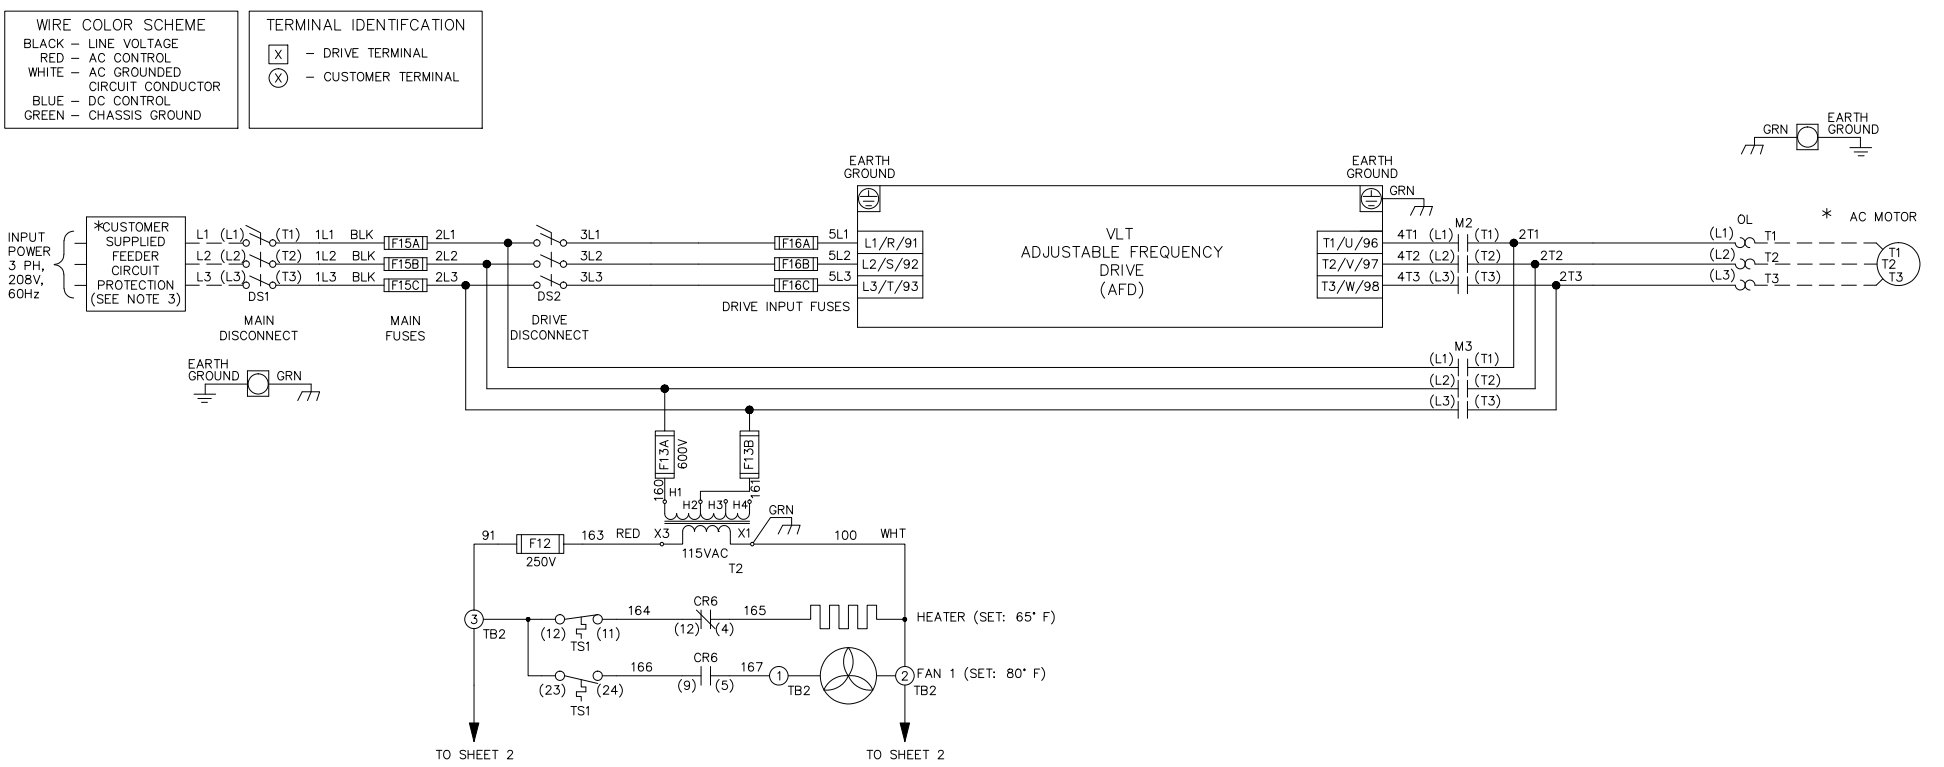 WIRE COLOR SCHEME
BLACK – LINE VOLTAGE
RED – AC CONTROL
WHITE – AC GROUNDED
CIRCUIT CONDUCTOR
BLUE – DC CONTROL
GREEN – CHASSIS GROUND
TERMINAL IDENTIFCATION
X – DRIVE TERMINAL
X – CUSTOMER TERMINAL
GRN
EARTH
GROUND
INPUT
POWER
3 PH,
208V,
60Hz
*CUSTOMER
SUPPLIED
FEEDER
CIRCUIT
PROTECTION
(SEE NOTE 3)
L1 (L1) (T1) 1L1 BLK F15A 2L1 3L1 F16A 5L1 L1/R/91
L2 (L2) (T2) 1L2 BLK F15B 2L2 3L2 F16B 5L2 L2/S/92
L3 (L3) (T3) 1L3 BLK F15C 2L3 3L3 F16C 5L3 L3/T/93
DS1
DS2
MAIN
DISCONNECT
MAIN
FUSES
DRIVE
DISCONNECT
DRIVE INPUT FUSES
EARTH
GROUND
VLT
ADJUSTABLE FREQUENCY
DRIVE
(AFD)
EARTH
GROUND
GRN
M2
T1/U/96 4T1 (L1) (T1) 2T1
T2/V/97 4T2 (L2) (T2) 2T2
T3/W/98 4T3 (L3) (T3) 2T3
OL
(L1) T1
(L2) T2
(L3) T3
* AC MOTOR
T1
T2
T3
EARTH
GROUND
GRN
M3
(L1) (T1)
(L2) (T2)
(L3) (T3)
F13A
600V
F13B
160
161
H1
H2 H3 H4
GRN
91 F12 163 RED X3 X1 100 WHT
250V
115VAC
T2
3
TB2
(12) (11)
TS1
164
CR6
(12) (4)
165
HEATER (SET: 65° F)
(23) (24)
TS1
166
CR6
(9) (5)
167
1
TB2
2
TB2
FAN 1 (SET: 80° F)
TO SHEET 2
TO SHEET 2